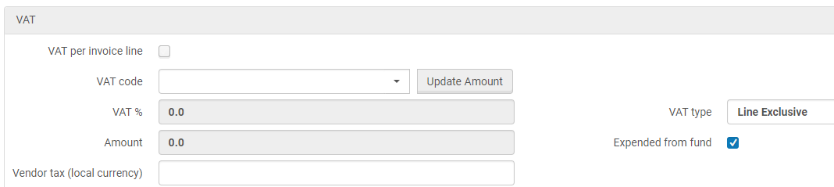 VAT
VAT per invoice line
VAT code Update Amount
VAT % 0.0 VAT type Line Exclusive
Amount 0.0 Expended from fund
Vendor tax (local currency)